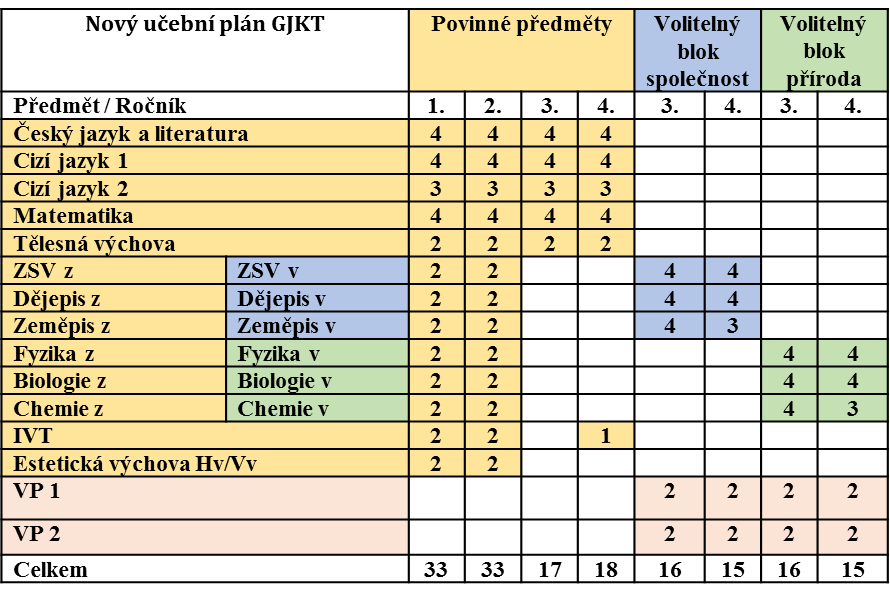 Nový učební plán GJKT Povinné předměty Volitelný blok společnost Volitelný blok příroda
Předmět / Ročník 1. 2. 3. 4. 3. 4. 3. 4.
Český jazyk a literatura 4 4 4 4
Cizí jazyk 1 4 4 4 4
Cizí jazyk 2 3 3 3 3
Matematika 4 4 4 4
Tělesná výchova 2 2 2 2
ZSV z ZSV v 2 2 4 4
Dějepis z Dějepis v 2 2 4 4
Zeměpis z Zeměpis v 2 2 4 3
Fyzika z Fyzika v 2 2 4 4
Biologie z Biologie v 2 2 4 4
Chemie z Chemie v 2 2 4 3
IVT 2 2 1
Estetická výchova Hv/Vv 2 2
VP 1 2 2 2 2
VP 2 2 2 2 2
Celkem 33 33 17 18 16 15 16 15